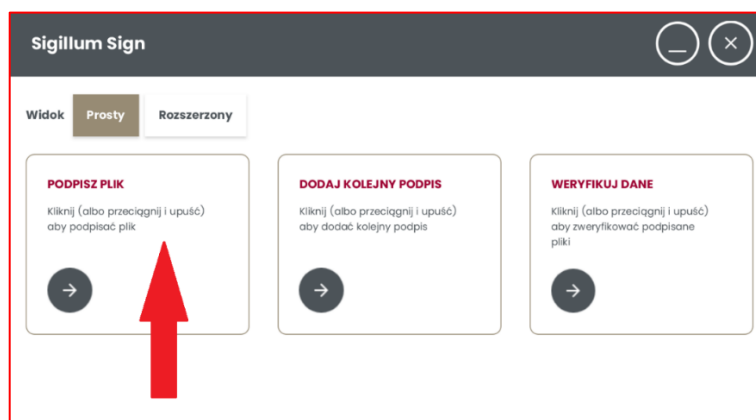 Sigillum Sign
Widok Prosty Rozszerzony
PODPISZ PLIK
Kliknij (albo przeciągnij i upuść)
aby podpisać plik
DODAJ KOLEJNY PODPIS
Kliknij (albo przeciągnij i upuść)
aby dodać kolejny podpis
WERYFIKUJ DANE
Kliknij (albo przeciągnij i upuść)
aby zweryfikować podpisane
pliki